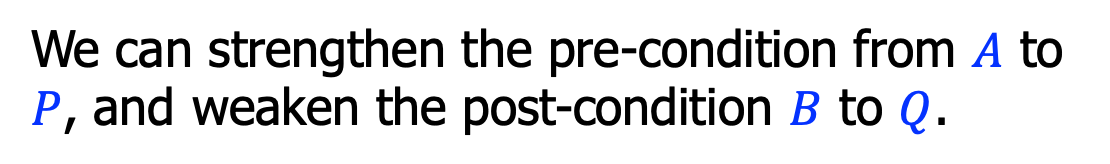 We can strengthen the pre-condition from A to
P, and weaken the post-condition B to Q.